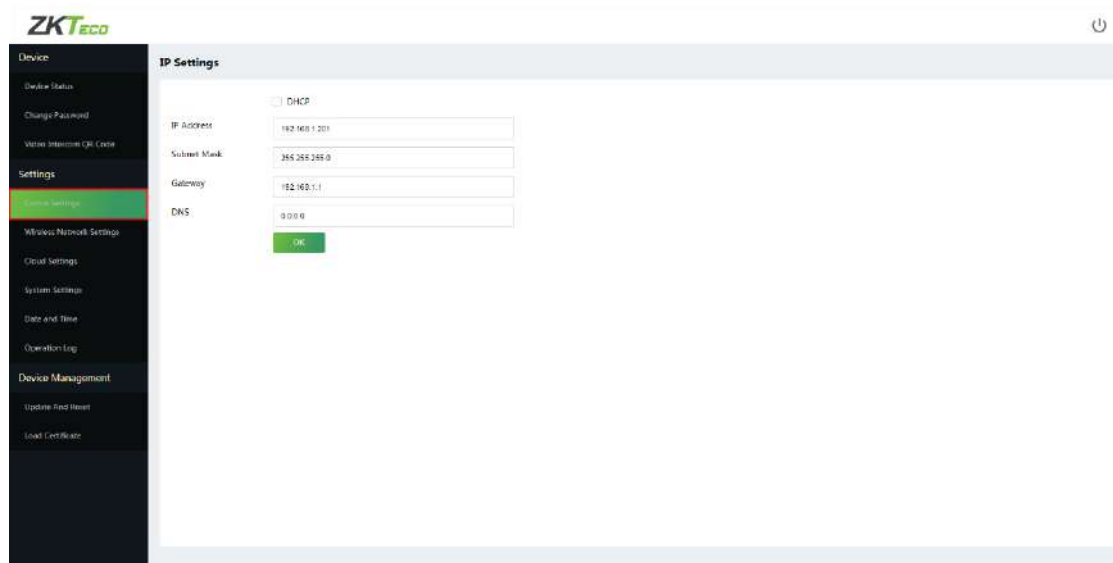 ZKTECO
Device
IP Settings
Device Status
DHCP
Change Password
IP Address
192.168.1.201
Video Intercom QR Code
Subnet Mask
255.255.255.0
Settings
Gateway
192.168.1.1
Comm Settings
DNS
0.0.0.0
Wireless Network Settings
OK
Cloud Settings
System Settings
Date and Time
Operation Log
Device Management
Update And Reset
Load Certificate